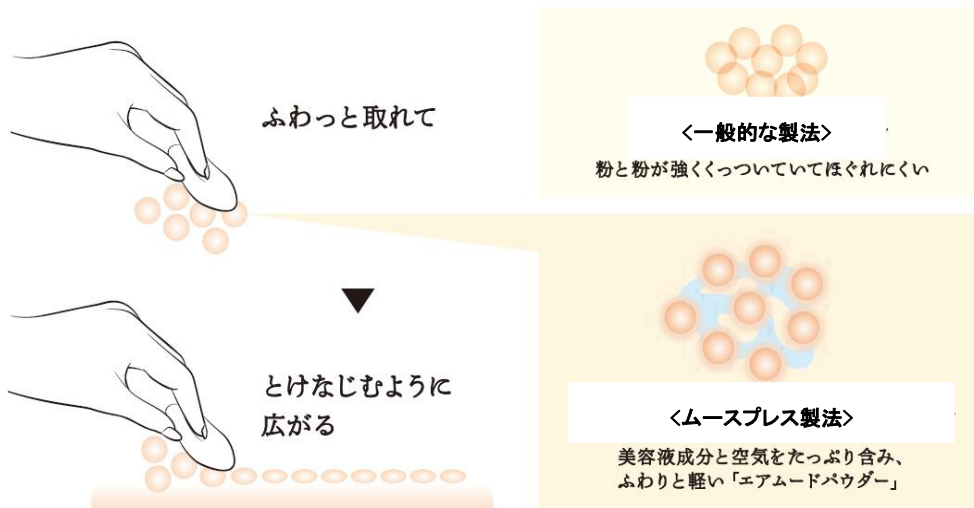 ふわっと取れて
<一般的な製法>
粉と粉が強くくっついていてほぐれにくい
とけなじむように
広がる
<ムースプレス製法>
美容液成分と空気をたっぷり含み、
ふわりと軽い「エアムードパウダー」